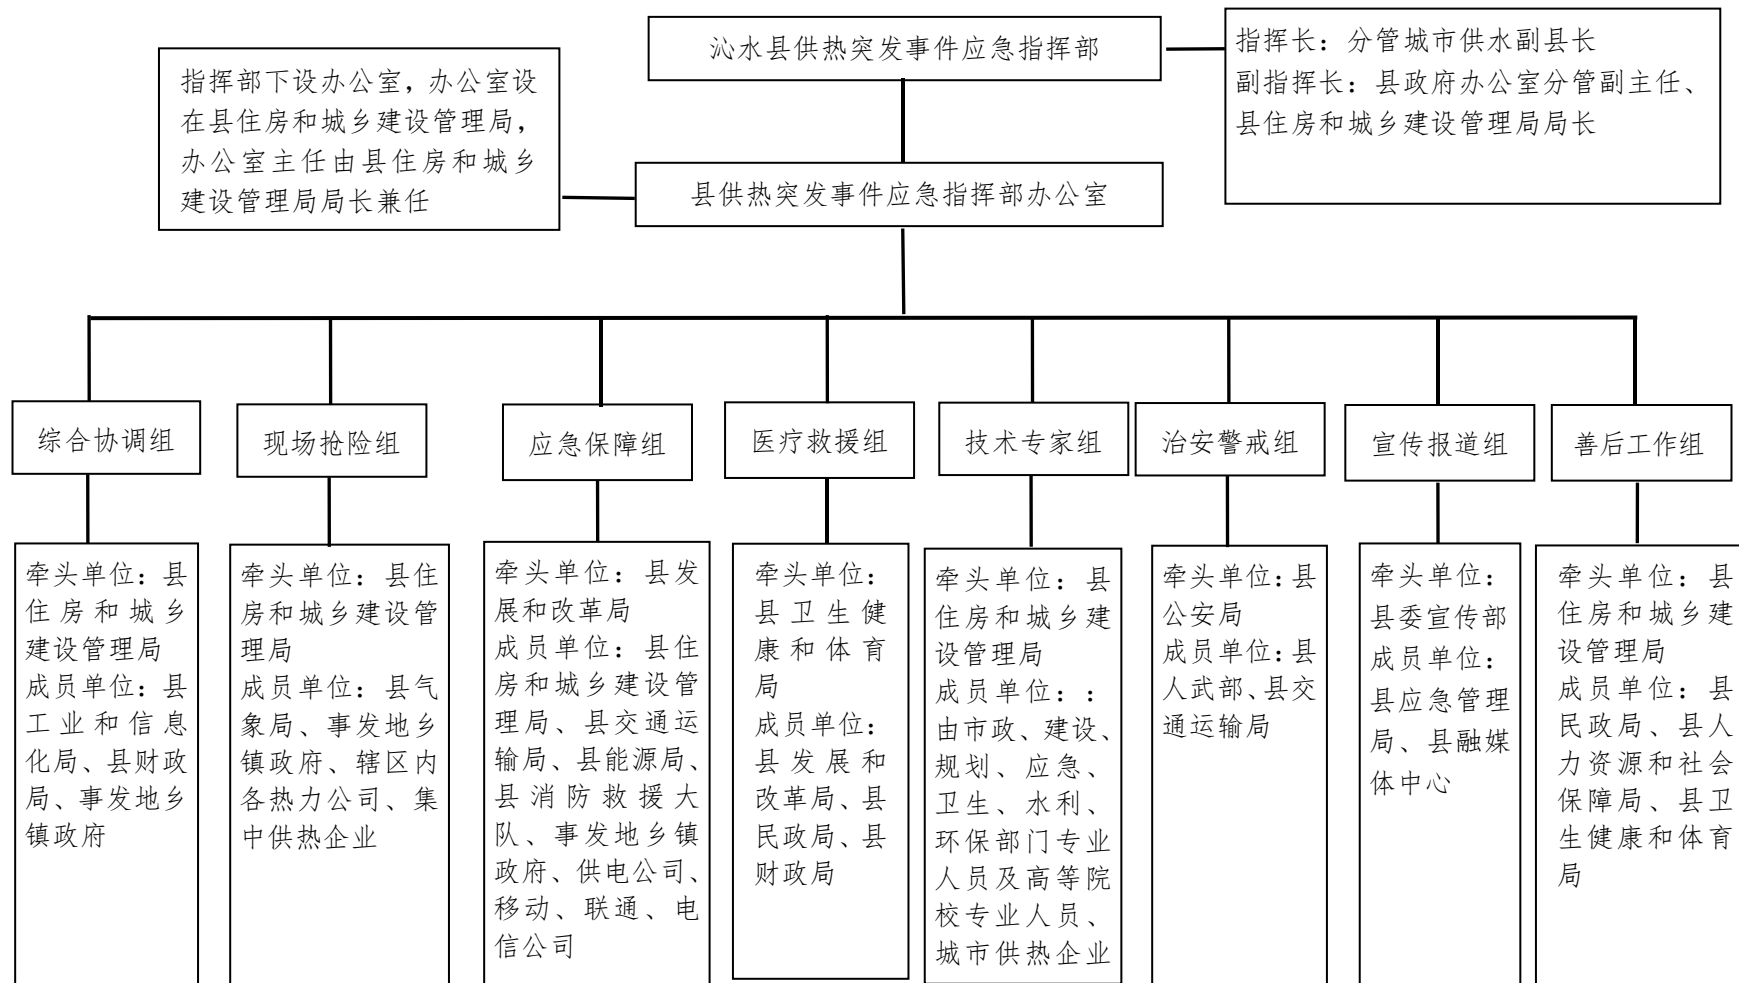 沁水县供热突发事件应急指挥部
指挥长：分管城市供水副县长
副指挥长：县政府办公室分管副主任、
县住房和城乡建设管理局局长
指挥部下设办公室，办公室设
在县住房和城乡建设管理局，
办公室主任由县住房和城乡
建设管理局局长兼任
县供热突发事件应急指挥部办公室
综合协调组
现场抢险组
应急保障组
医疗救援组
技术专家组
治安警戒组
宣传报道组
善后工作组
牵头单位：县
住房和城乡
建设管理局
成员单位：县
工业和信息
化局、县财政
局、事发地乡
镇政府
牵头单位：县住
房和城乡建设管
理局
成员单位：县气
象局、事发地乡
镇政府、辖区内
各热力公司、集
中供热企业
牵头单位：县发
展和改革局
成员单位：县住
房和城乡建设管
理局、县交通运
输局、县能源局、
县消防救援大
队、事发地乡镇
政府、供电公司、
移动、联通、电
信公司
牵头单位：
县卫生健
康和体育
局
成员单位：
县发展和
改革局、县
民政局、县
财政局
牵头单位：县
住房和城乡建
设管理局
成员单位：：
由市政、建设、
规划、应急、
卫生、水利、
环保部门专业
人员及高等院
校专业人员、
城市供热企业
牵头单位：县
公安局
成员单位：县
人武部、县交
通运输局
牵头单位：
县委宣传部
成员单位：
县应急管理
局、县融媒
体中心
牵头单位：县
住房和城乡建
设管理局
成员单位：县
民政局、县人
力资源和社会
保障局、县卫
生健康和体育
局